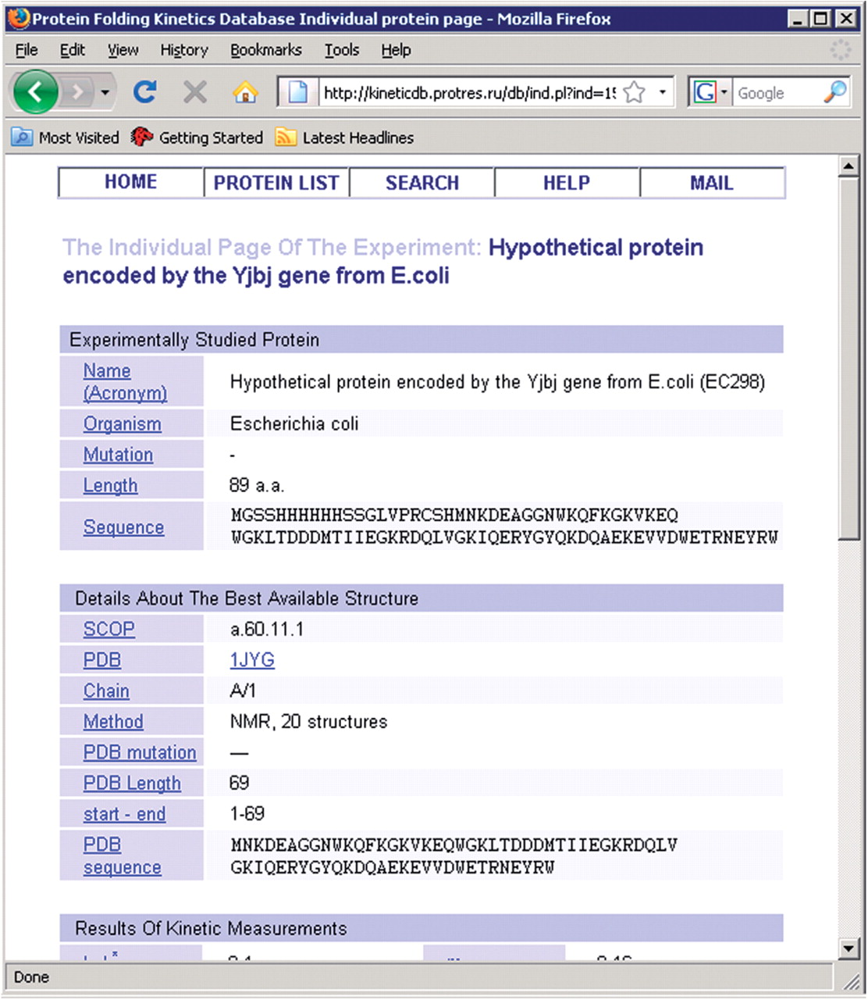 Protein Folding Kinetics Database Individual protein page - Mozilla Firefox
File Edit View History Bookmarks Tools Help
http://kineticdb.protres.ru/db/ind.pl?ind=15 G Google
Most Visited Getting Started Latest Headlines
HOME PROTEIN LIST SEARCH HELP MAIL
The Individual Page Of The Experiment: Hypothetical protein
encoded by the Yjbj gene from E.coli
Experimentally Studied Protein
Name
(Acronym)
Hypothetical protein encoded by the Yjbj gene from E.coli (EC298)
Organism Escherichia coli
Mutation -
Length 89 a.a.
Sequence
MGSSHHHHHHSSGLVPRCSHMNKDEAGGNWKQFKGKVKEQ
WGKLTDDDMTIIEGKRDQLVGKIQERYGYQKDQAEKEVVDWETRNEYRW
Details About The Best Available Structure
SCOP a.60.11.1
PDB 1JYG
Chain A/1
Method NMR, 20 structures
PDB mutation —
PDB Length 69
start - end 1-69
PDB
sequence
MNKDEAGGNWKQFKGKVKEQWGKLTDDDMTIIEGKRDQLV
GKIQERYGYQKDQAEKEVVDWETRNEYRW
Results Of Kinetic Measurements
Done